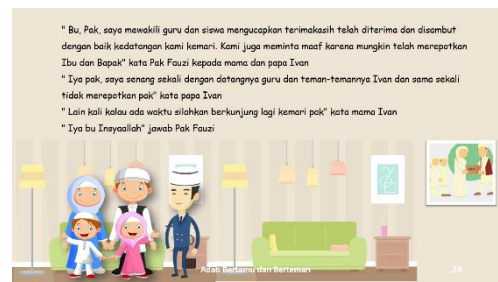 " Bu, Pak, saya mewakili guru dan siswa mengucapkan terimakasih telah diterima dan disambut
dengan baik kedatangan kami kemari. Kami juga meminta maaf karena mungkin telah merepotkan
Ibu dan Bapak" kata Pak Fauzi kepada mama dan papa Ivan
" Iya pak, saya senang sekali dengan datangnya guru dan teman-temannya Ivan dan sama sekali
tidak merepotkan pak" kata papa Ivan
" Lain kali kalau ada waktu silahkan berkunjung lagi kemari pak" kata mama Ivan
" Iya bu Insyaallah" jawab Pak Fauzi
Adab Bertamu dan Berteman
28